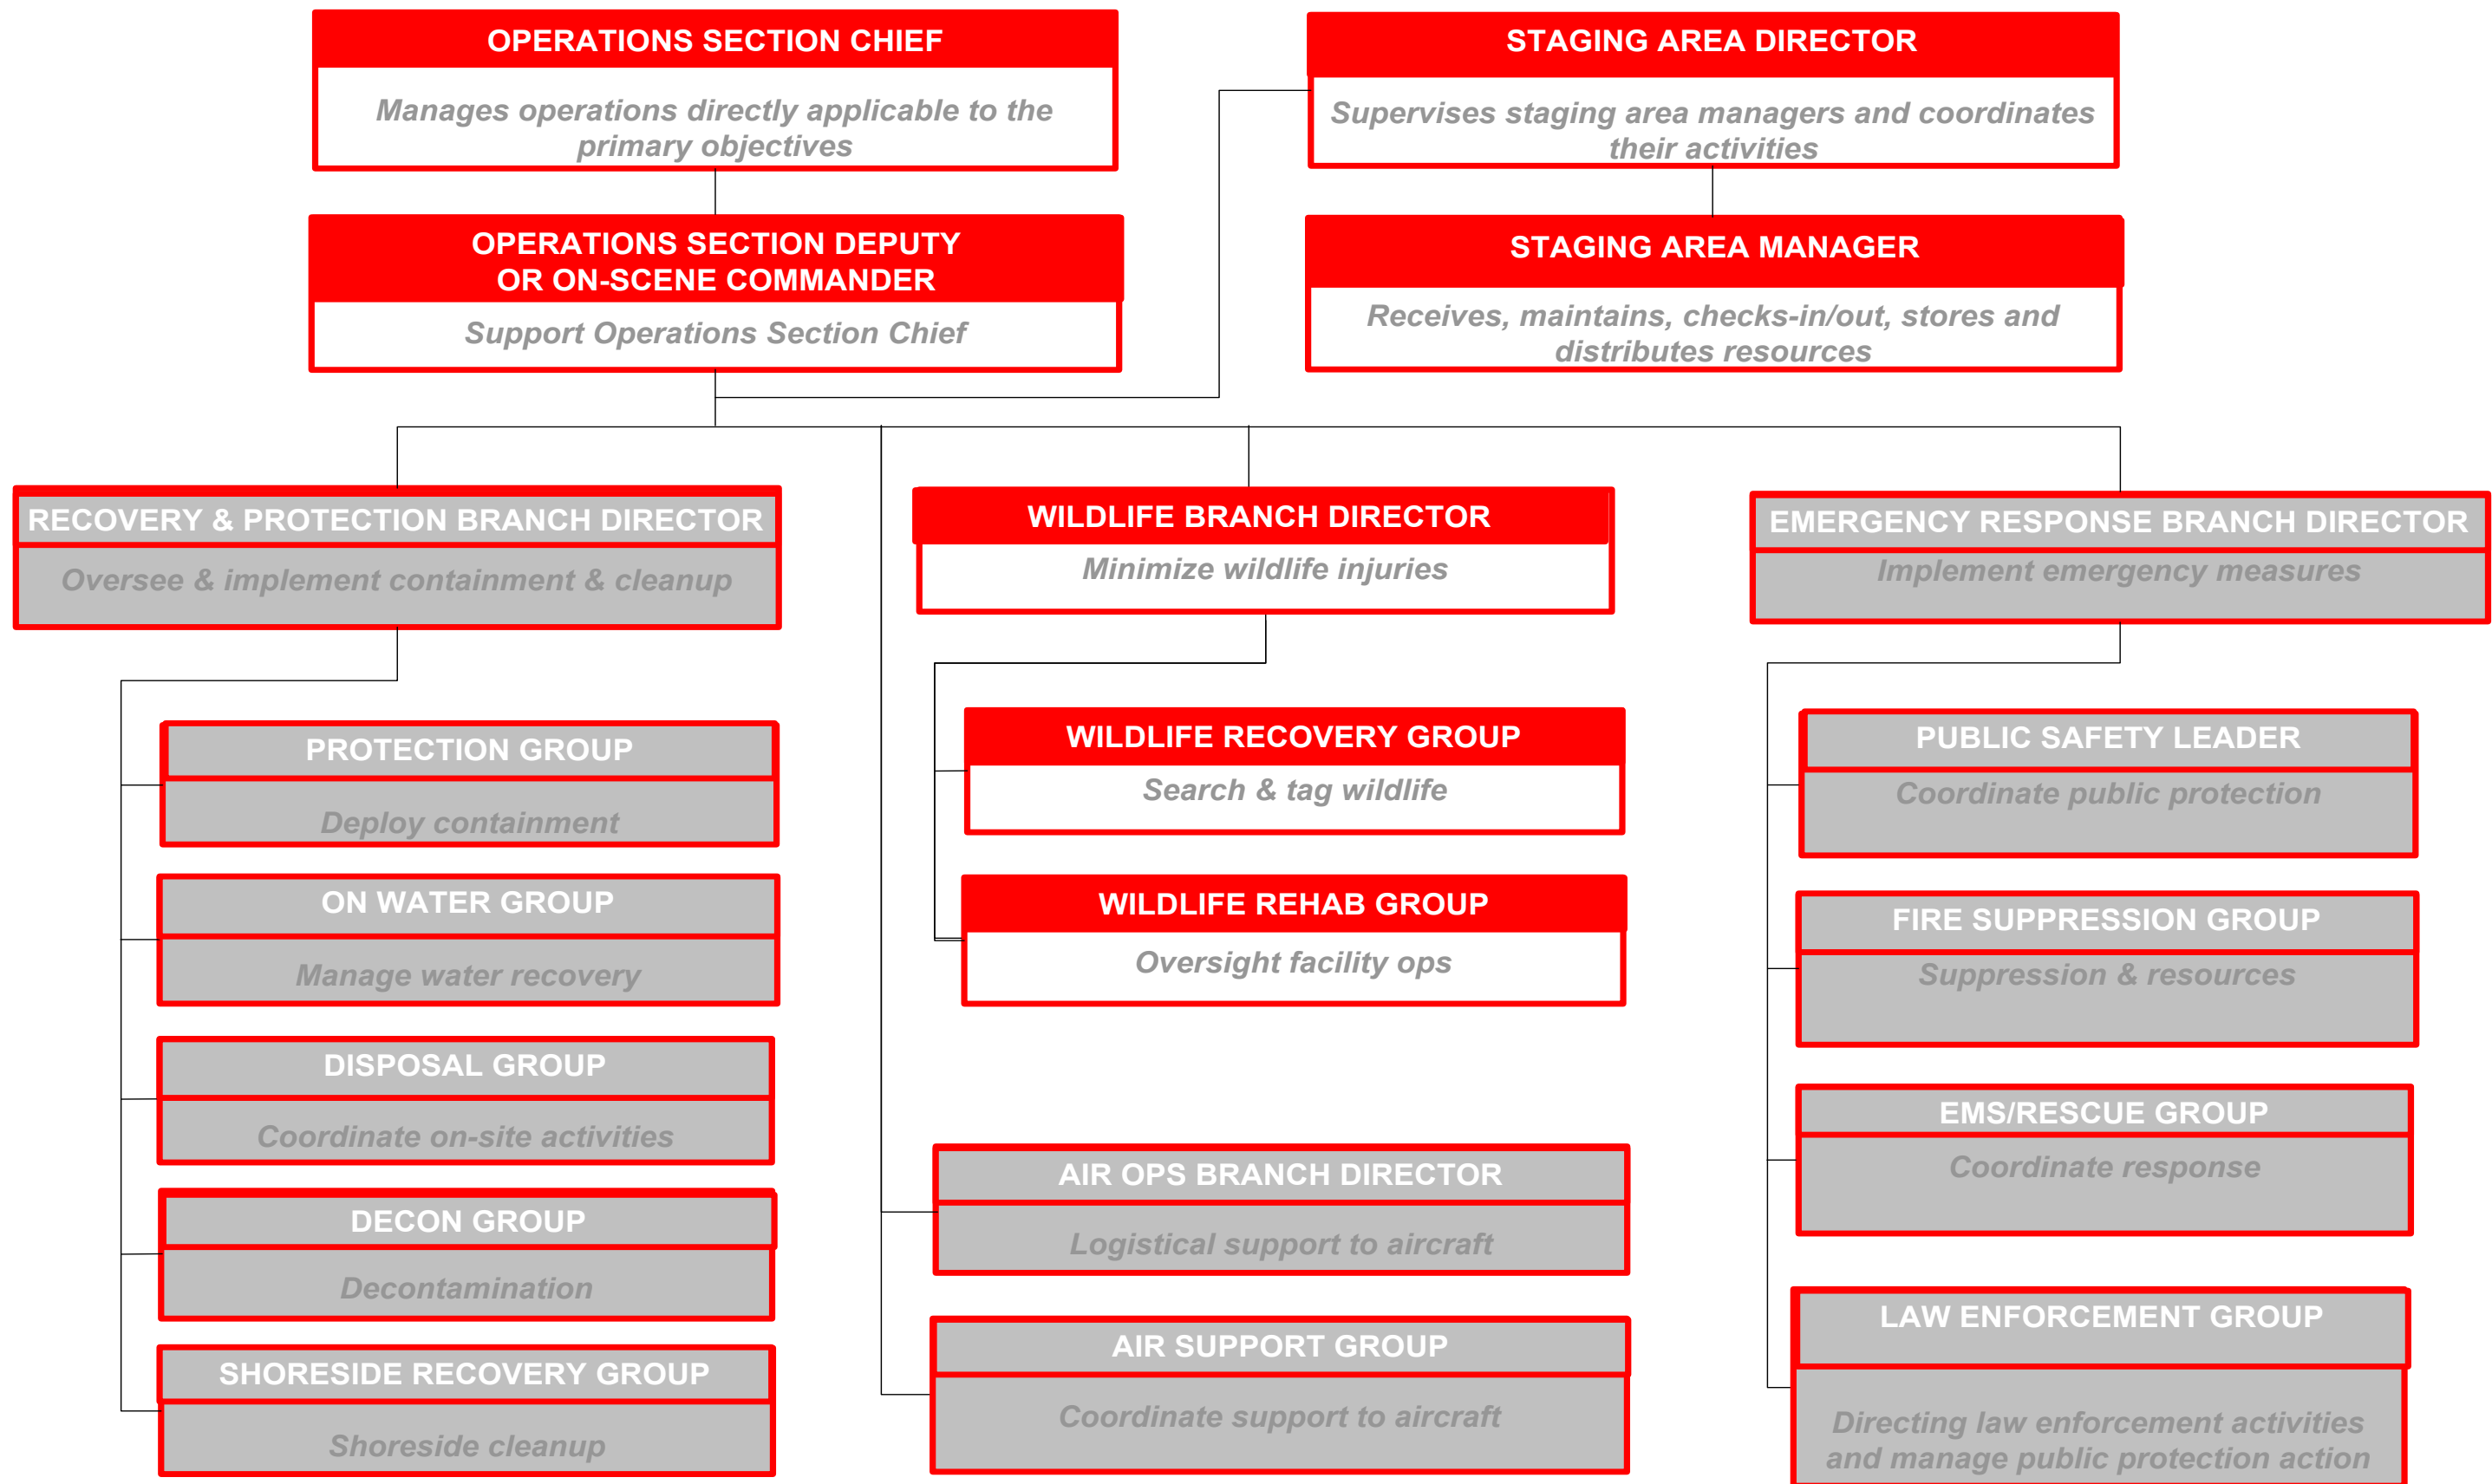 OPERATIONS SECTION CHIEF
Manages operations directly applicable to the
primary objectives
STAGING AREA DIRECTOR
Supervises staging area managers and coordinates
their activities
OPERATIONS SECTION DEPUTY
OR ON-SCENE COMMANDER
Support Operations Section Chief
STAGING AREA MANAGER
Receives, maintains, checks-in/out, stores and
distributes resources
RECOVERY & PROTECTION BRANCH DIRECTOR
Oversee & implement containment & cleanup
PROTECTION GROUP
Deploy containment
ON WATER GROUP
Manage water recovery
DISPOSAL GROUP
Coordinate on-site activities
DECON GROUP
Decontamination
SHORESIDE RECOVERY GROUP
Shoreside cleanup
WILDLIFE BRANCH DIRECTOR
Minimize wildlife injuries
WILDLIFE RECOVERY GROUP
Search & tag wildlife
WILDLIFE REHAB GROUP
Oversight facility ops
AIR OPS BRANCH DIRECTOR
Logistical support to aircraft
AIR SUPPORT GROUP
Coordinate support to aircraft
EMERGENCY RESPONSE BRANCH DIRECTOR
Implement emergency measures
PUBLIC SAFETY LEADER
Coordinate public protection
FIRE SUPPRESSION GROUP
Suppression & resources
EMS/RESCUE GROUP
Coordinate response
LAW ENFORCEMENT GROUP
Directing law enforcement activities
and manage public protection action